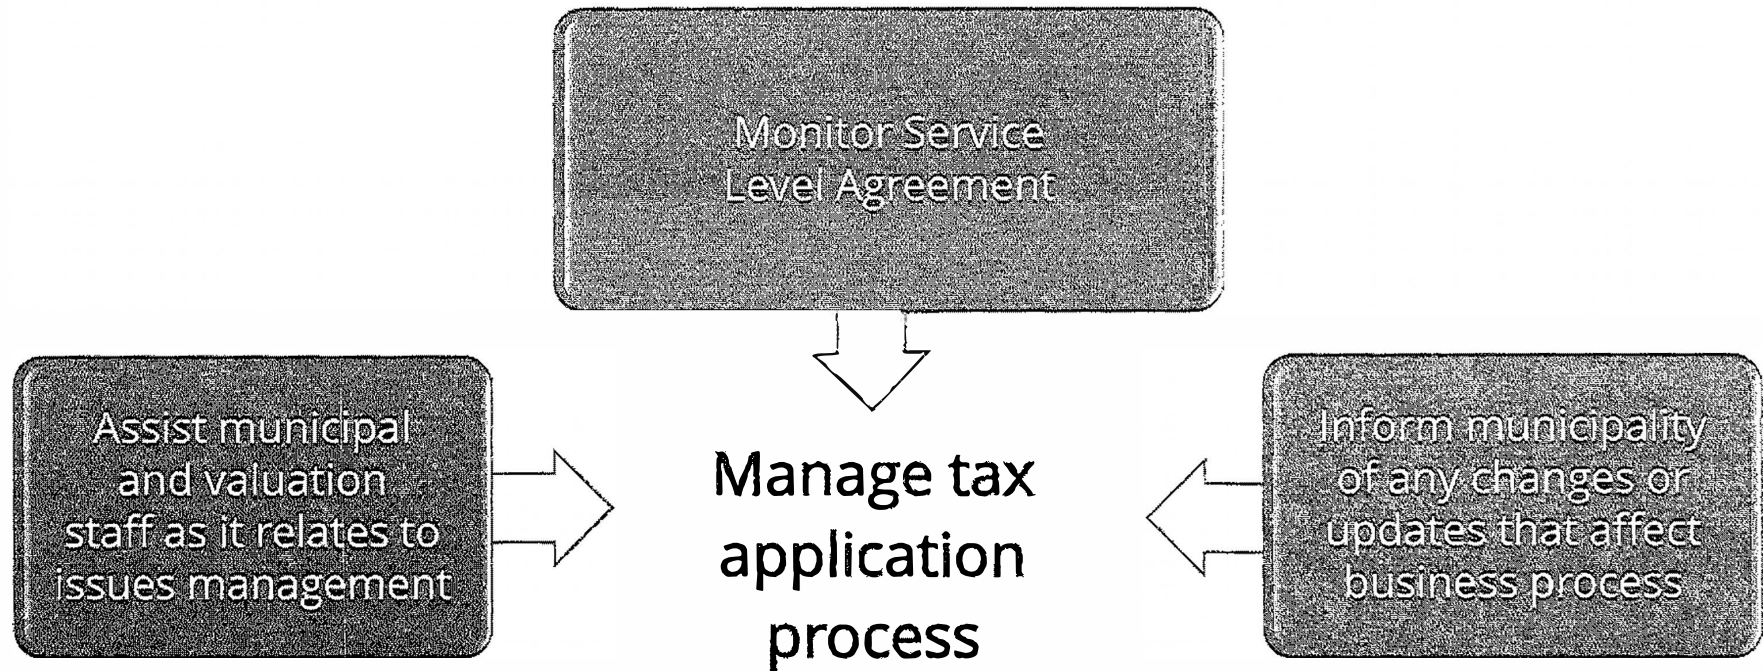 Monitor Service
Level Agreement
Assist municipal
and valuation
staff as it relates to
issues management
Manage tax
application
process
Inform municipality
of any changes or
updates that affect
business process